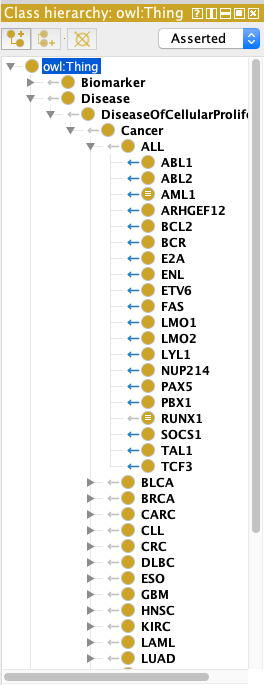 Class hierarchy: owl:Thing
Asserted
owl:Thing
Biomarker
Disease
DiseaseOfCellularProlife
Cancer
ALL
ABL1
ABL2
AML1
ARHGEF12
BCL2
BCR
E2A
ENL
ETV6
FAS
LMO1
LMO2
LYL1
NUP214
PAX5
PBX1
RUNX1
SOCS1
TAL1
TCF3
BLCA
BRCA
CARC
CLL
CRC
DLBC
ESO
GBM
HNSC
KIRC
LAML
LUAD